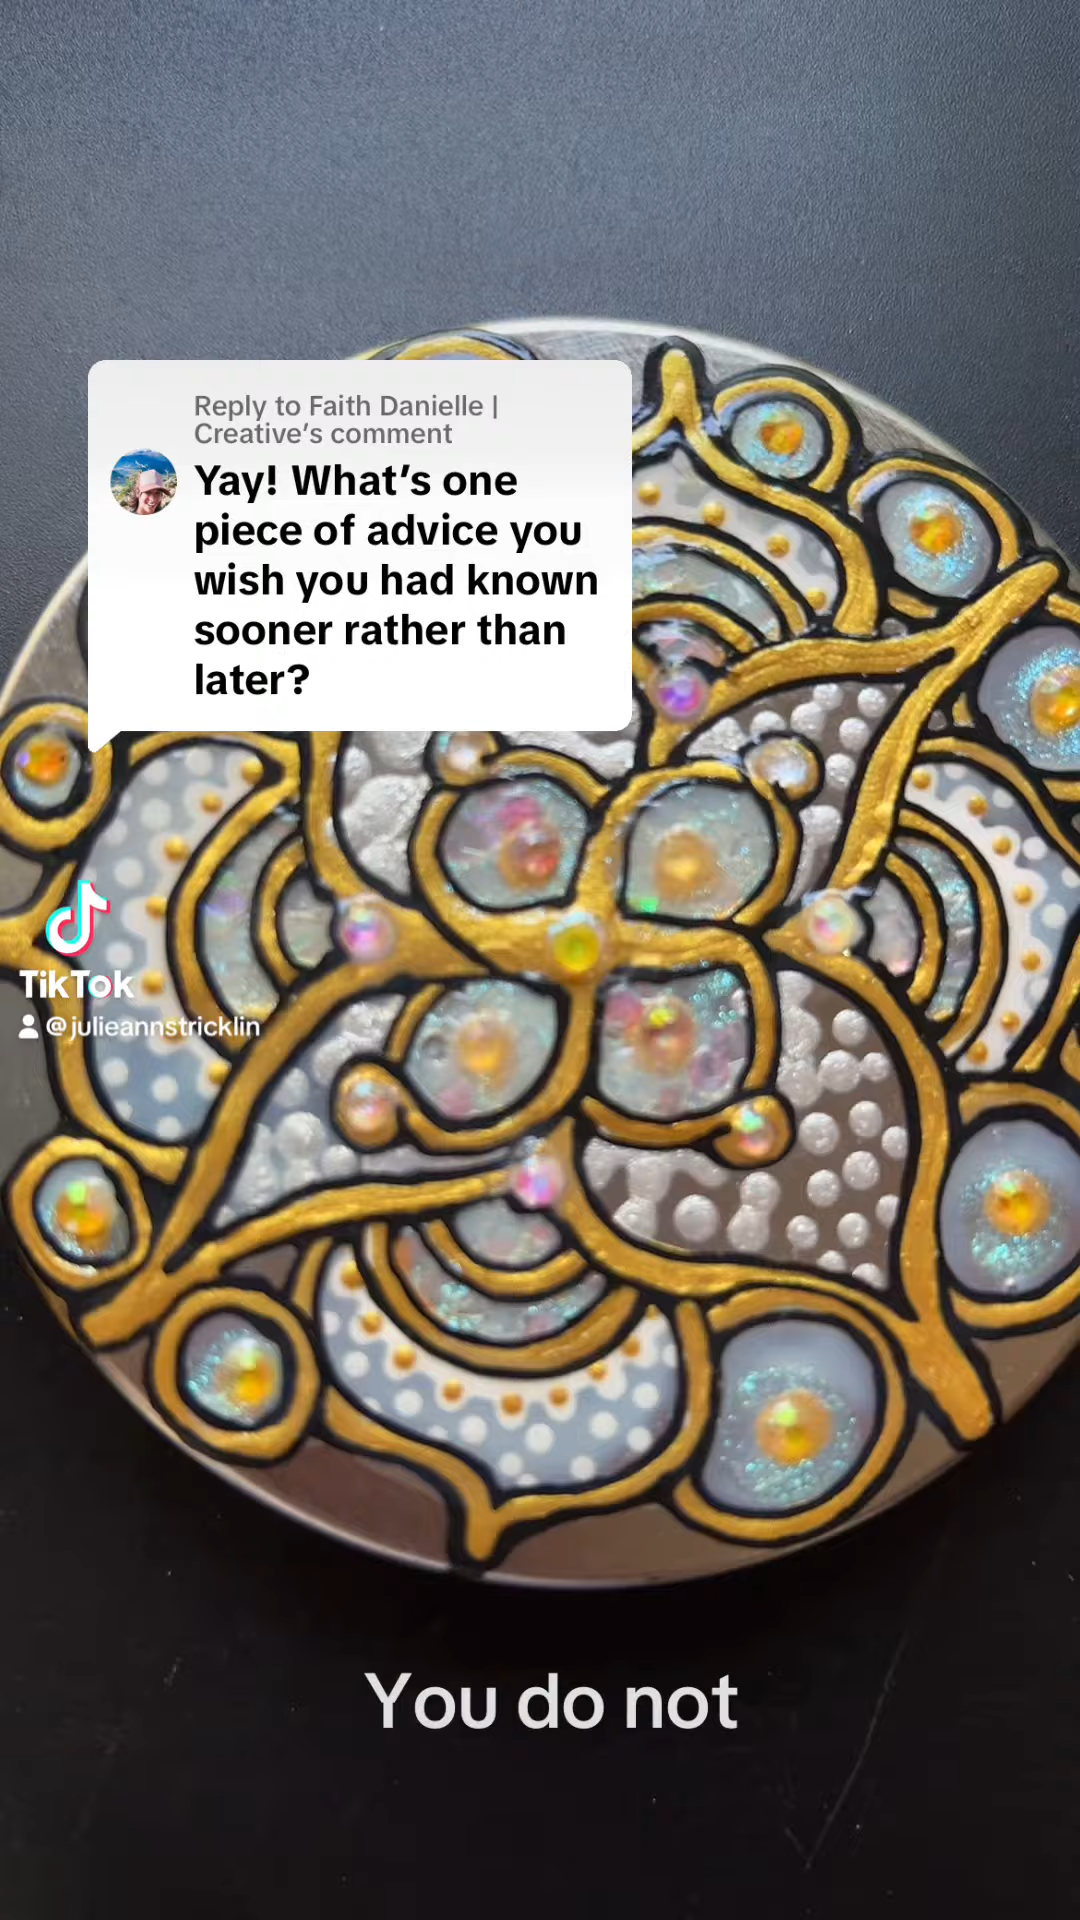 Reply to Faith Danielle |
Creative’s comment
Yay! What’s one
piece of advice you
wish you had known
sooner rather than
later?
TikTok
@julieannstricklin
You do not